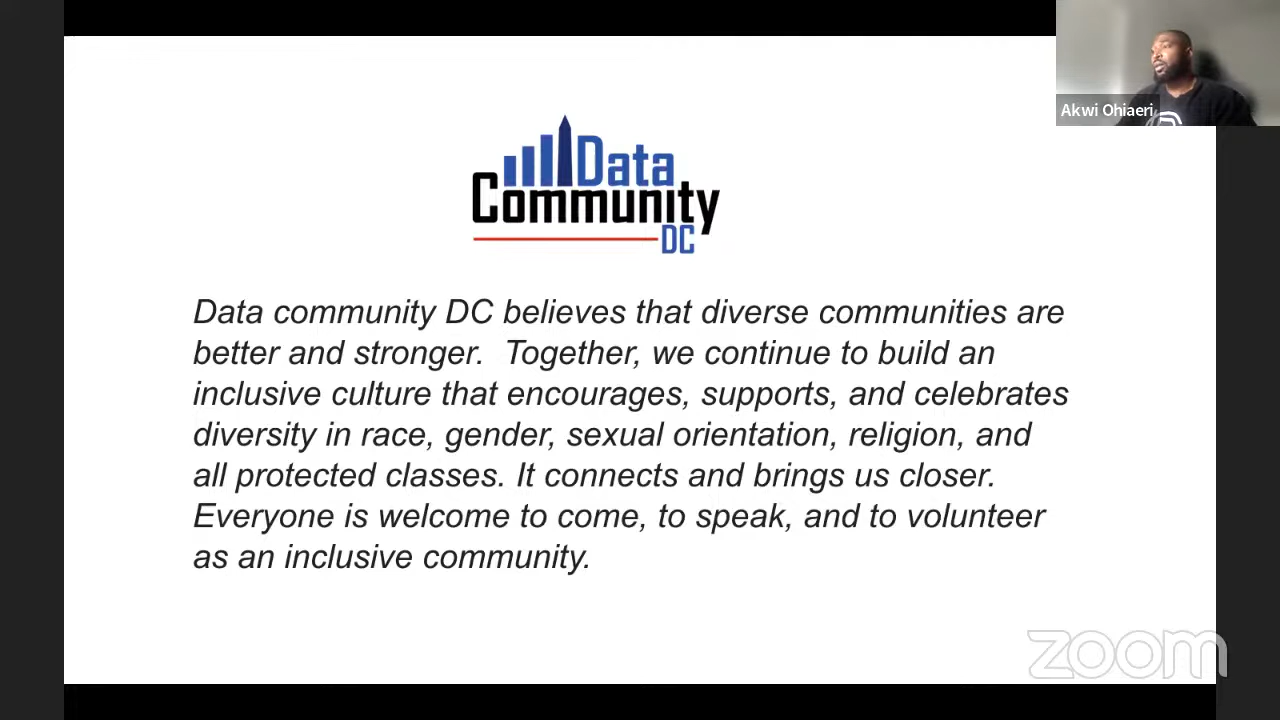 Akwi Ohiaeri
Data
Community
DC
Data community DC believes that diverse communities are
better and stronger.  Together, we continue to build an
inclusive culture that encourages, supports, and celebrates
diversity in race, gender, sexual orientation, religion, and
all protected classes. It connects and brings us closer.
Everyone is welcome to come, to speak, and to volunteer
as an inclusive community.
zoom